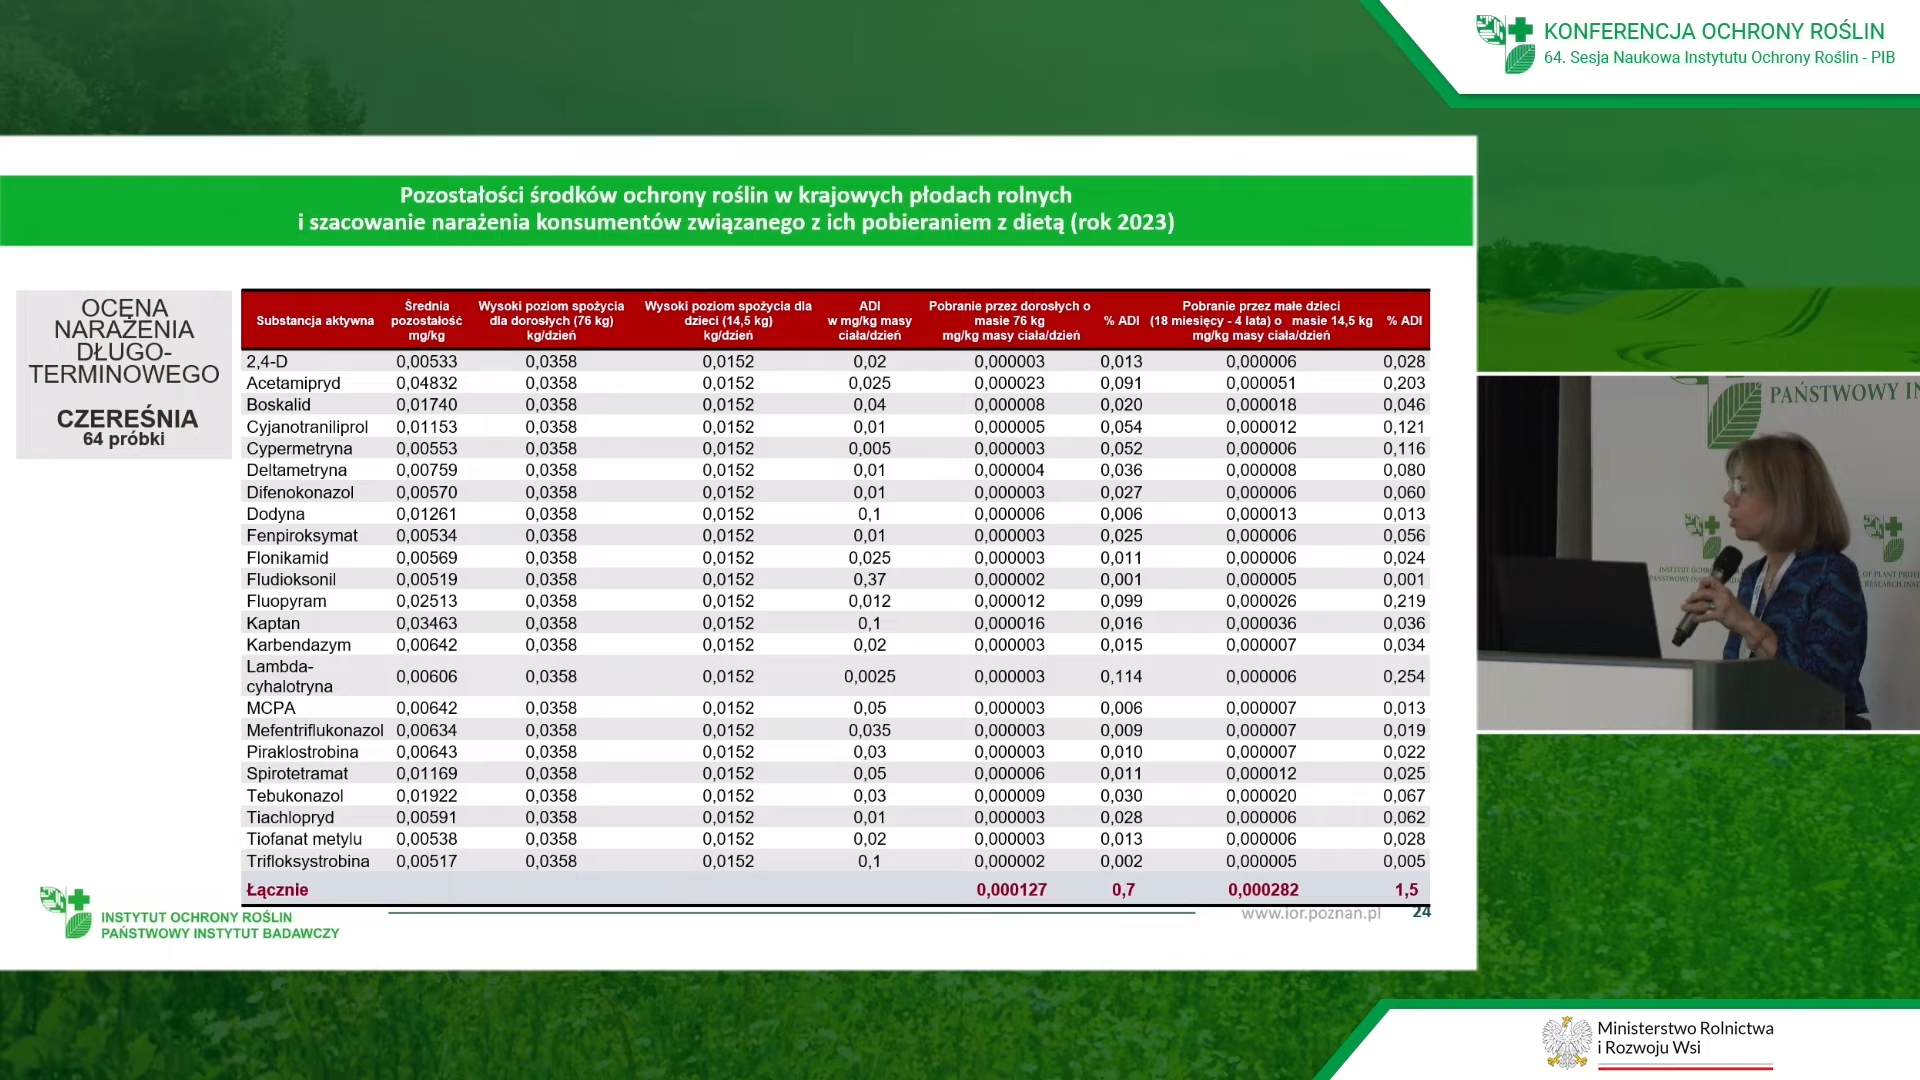 KONFERENCJA OCHRONY ROŚLIN
64. Sesja Naukowa Instytutu Ochrony Roślin - PIB
Pozostałości środków ochrony roślin w krajowych płodach rolnych
i szacowanie narażenia konsumentów związanego z ich pobieraniem z dietą (rok 2023)
OCENA
NARAŻENIA
DŁUGO-
TERMINOWEGO
CZEREŚNIA
64 próbki
Substancja aktywna Średnia pozostałość mg/kg Wysoki poziom spożycia dla dorosłych (76 kg) kg/dzień Wysoki poziom spożycia dla dzieci (14,5 kg) kg/dzień ADI w mg/kg masy ciała/dzień Pobranie przez dorosłych o masie 76 kg mg/kg masy ciała/dzień % ADI Pobranie przez małe dzieci (18 miesięcy - 4 lata) o masie 14,5 kg mg/kg masy ciała/dzień % ADI
2,4-D 0,00533 0,0358 0,0152 0,02 0,000003 0,013 0,000006 0,028
Acetamipryd 0,04832 0,0358 0,0152 0,025 0,000023 0,091 0,000051 0,203
Boskalid 0,01740 0,0358 0,0152 0,04 0,000008 0,020 0,000018 0,046
Cyjanotraniliprol 0,01153 0,0358 0,0152 0,01 0,000005 0,054 0,000012 0,121
Cypermetryna 0,00553 0,0358 0,0152 0,005 0,000003 0,052 0,000006 0,116
Deltametryna 0,00759 0,0358 0,0152 0,01 0,000004 0,036 0,000008 0,080
Difenokonazol 0,00570 0,0358 0,0152 0,01 0,000003 0,027 0,000006 0,060
Dodyna 0,01261 0,0358 0,0152 0,1 0,000006 0,006 0,000013 0,013
Fenpiroksymat 0,00534 0,0358 0,0152 0,01 0,000003 0,025 0,000006 0,056
Flonikamid 0,00569 0,0358 0,0152 0,025 0,000003 0,011 0,000006 0,024
Fludioksonil 0,00519 0,0358 0,0152 0,37 0,000002 0,001 0,000005 0,001
Fluopyram 0,02513 0,0358 0,0152 0,012 0,000012 0,099 0,000026 0,219
Kaptan 0,03463 0,0358 0,0152 0,1 0,000016 0,016 0,000036 0,036
Karbendazym 0,00642 0,0358 0,0152 0,02 0,000003 0,015 0,000007 0,034
Lambda-
cyhalotryna 0,00606 0,0358 0,0152 0,0025 0,000003 0,114 0,000006 0,254
MCPA 0,00642 0,0358 0,0152 0,05 0,000003 0,006 0,000007 0,013
Mefentriflukonazol 0,00634 0,0358 0,0152 0,035 0,000003 0,009 0,000007 0,019
Piraklostrobina 0,00643 0,0358 0,0152 0,03 0,000003 0,010 0,000007 0,022
Spirotetramat 0,01169 0,0358 0,0152 0,05 0,000006 0,011 0,000012 0,025
Tebukonazol 0,01922 0,0358 0,0152 0,03 0,000009 0,030 0,000020 0,067
Tiachlopryd 0,00591 0,0358 0,0152 0,01 0,000003 0,028 0,000006 0,062
Tiofanat metylu 0,00538 0,0358 0,0152 0,02 0,000003 0,013 0,000006 0,028
Trifloksystrobina 0,00517 0,0358 0,0152 0,1 0,000002 0,002 0,000005 0,005
Łącznie 0,000127 0,7 0,000282 1,5
INSTYTUT OCHRONY ROŚLIN
PAŃSTWOWY INSTYTUT BADAWCZY
www.ior.poznan.pl 24
PAŃSTWOWY IN
Ministerstwo Rolnictwa
i Rozwoju Wsi